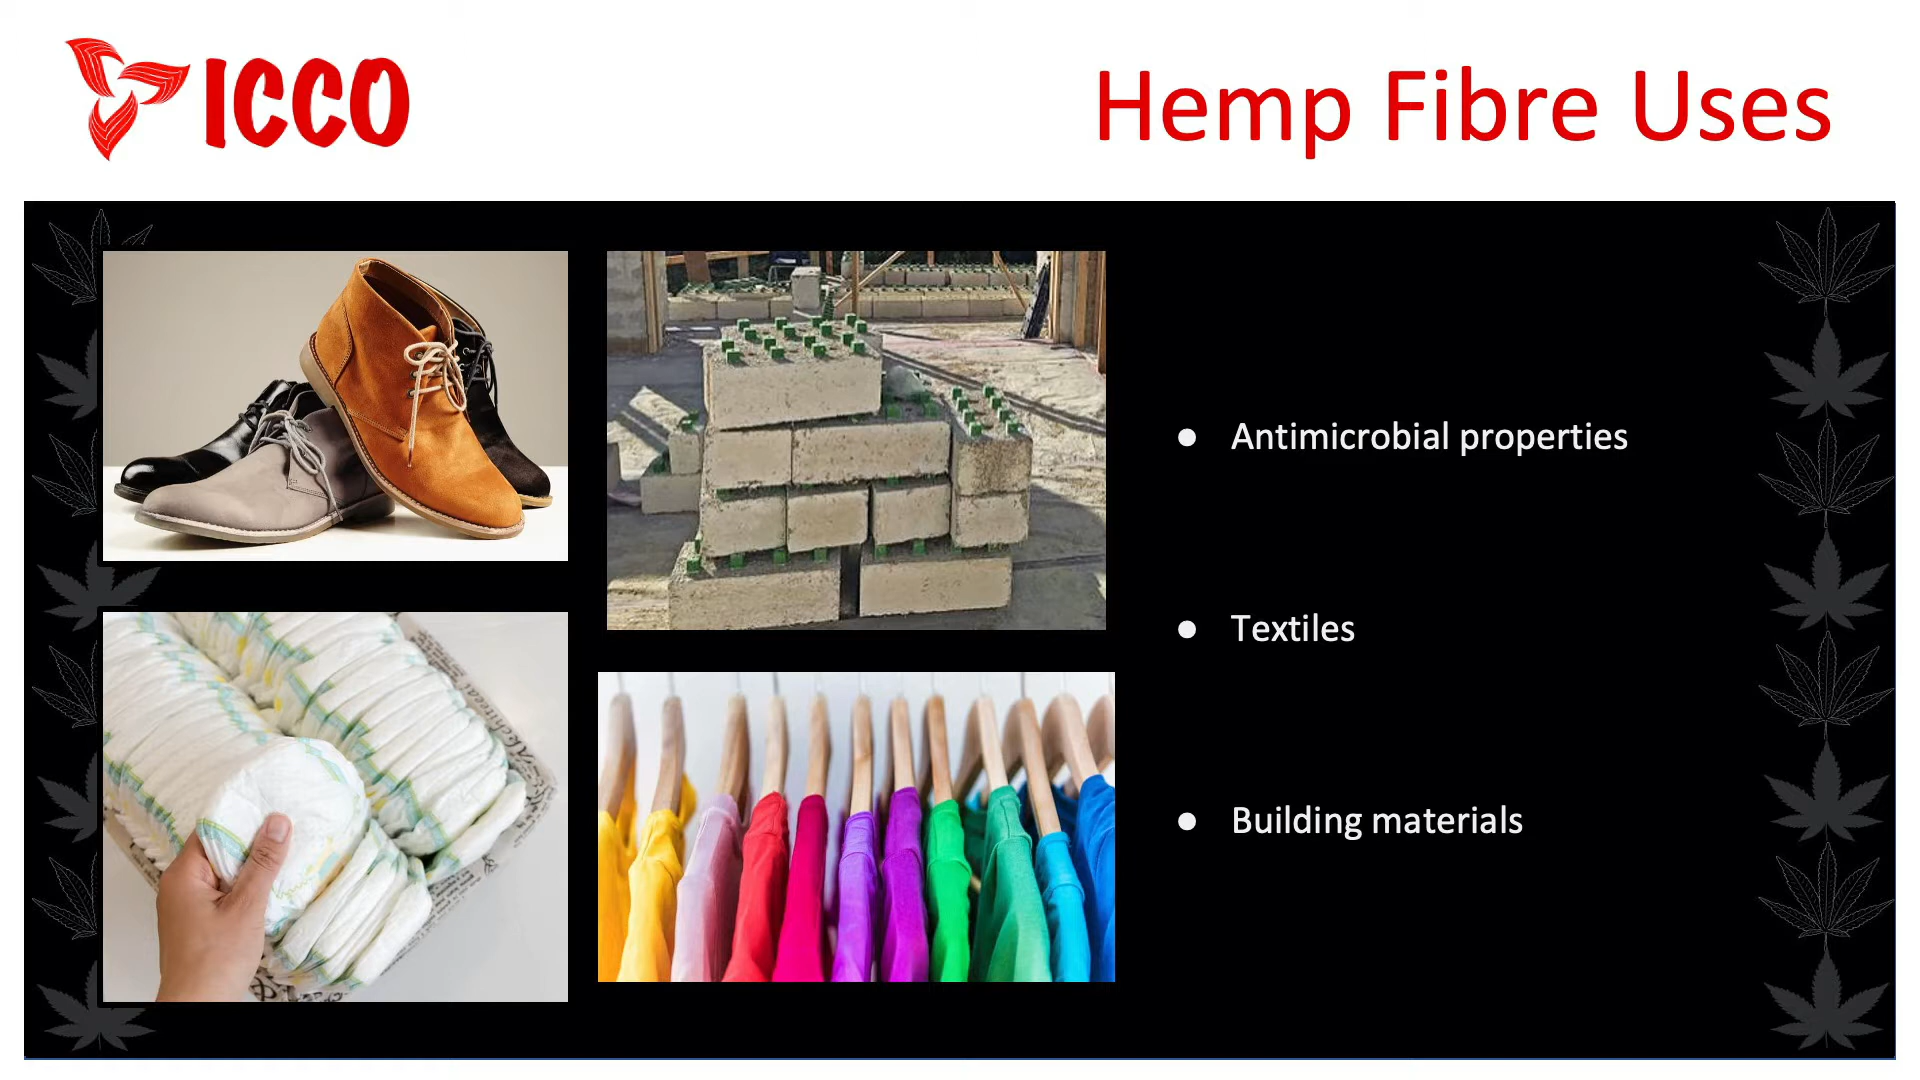 ICCO
Hemp Fibre Uses
● Antimicrobial properties
● Textiles
● Building materials